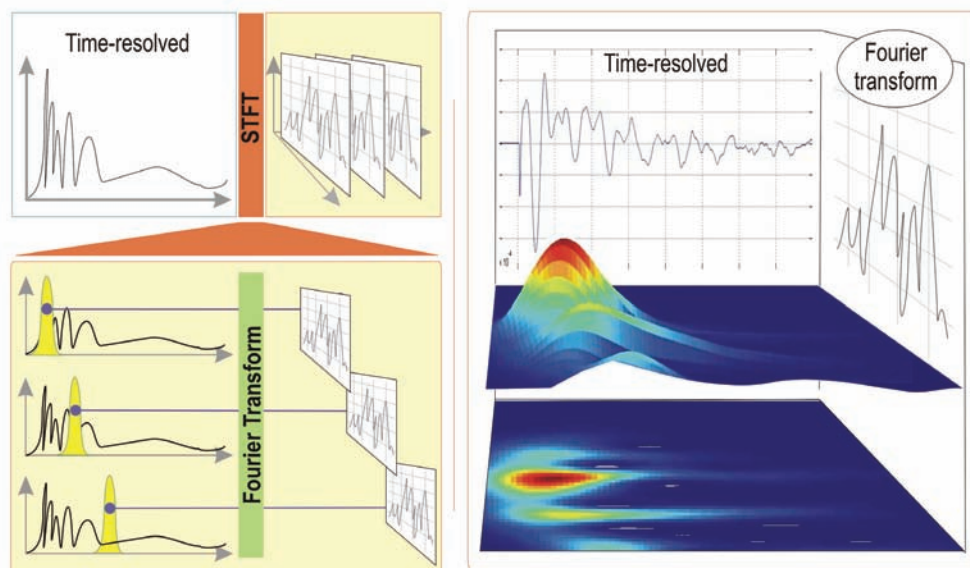 Time-resolved
STFT
Fourier Transform
Time-resolved
Fourier
transform